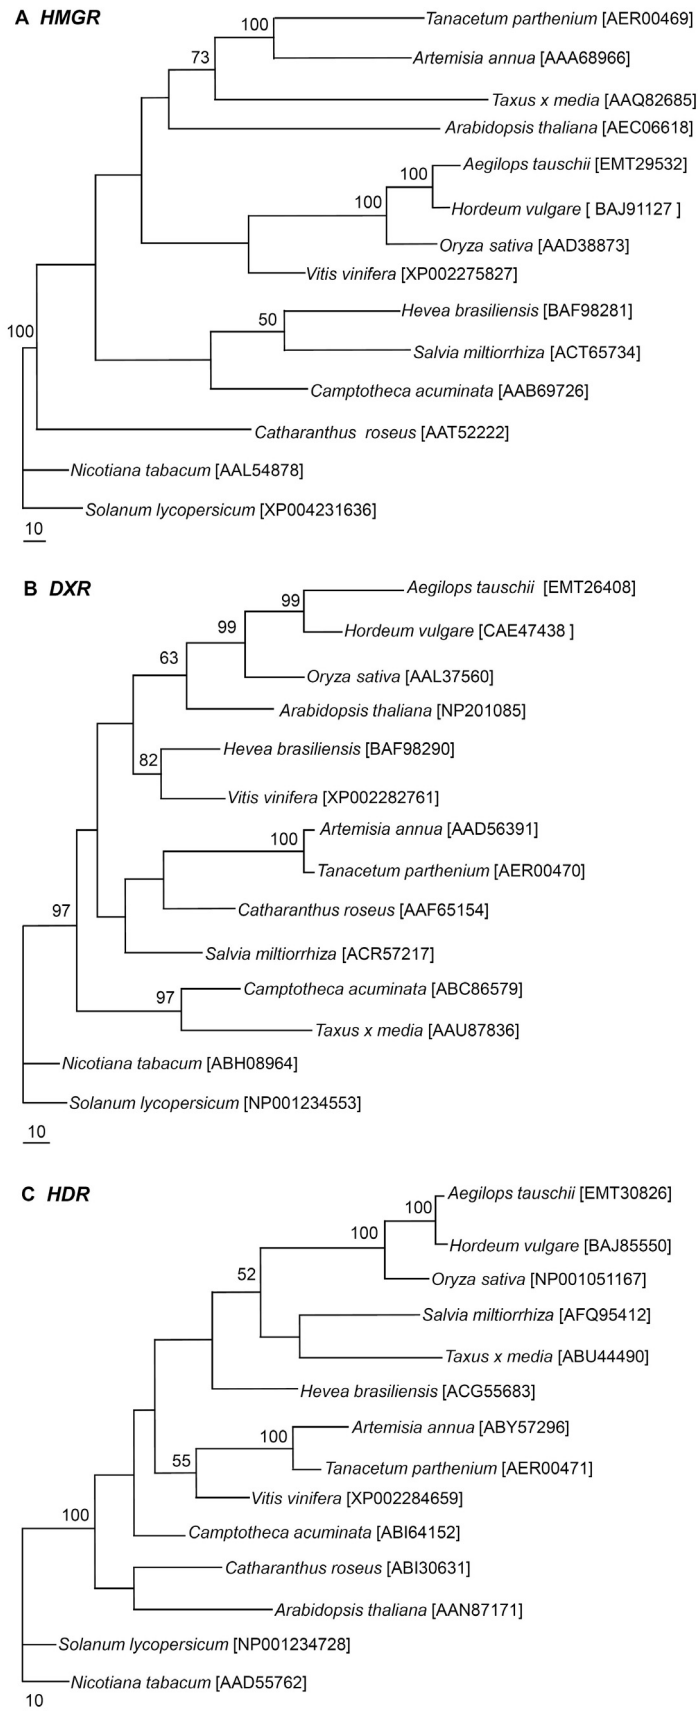 A HMGR
Tanacetum parthenium [AER00469]
100
Artemisia annua [AAA68966]
73
Taxus x media [AAQ82685]
Arabidopsis thaliana [AEC06618]
Aegilops tauschii [EMT29532]
100
Hordeum vulgare [ BAJ91127 ]
100
Oryza sativa [AAD38873]
Vitis vinifera [XP002275827]
Hevea brasiliensis [BAF98281]
50
Salvia miltiorrhiza [ACT65734]
Camptotheca acuminata [AAB69726]
100
Catharanthus roseus [AAT52222]
Nicotiana tabacum [AAL54878]
Solanum lycopersicum [XP004231636]
10
B DXR
Aegilops tauschii [EMT26408]
99
Hordeum vulgare [CAE47438 ]
99
Oryza sativa [AAL37560]
63
Arabidopsis thaliana [NP201085]
Hevea brasiliensis [BAF98290]
82
Vitis vinifera [XP002282761]
Artemisia annua [AAD56391]
100
Tanacetum parthenium [AER00470]
Catharanthus roseus [AAF65154]
97
Salvia miltiorrhiza [ACR57217]
Camptotheca acuminata [ABC86579]
97
Taxus x media [AAU87836]
Nicotiana tabacum [ABH08964]
Solanum lycopersicum [NP001234553]
10
C HDR
Aegilops tauschii [EMT30826]
100
Hordeum vulgare [BAJ85550]
100
Oryza sativa [NP001051167]
52
Salvia miltiorrhiza [AFQ95412]
Taxus x media [ABU44490]
Hevea brasiliensis [ACG55683]
Artemisia annua [ABY57296]
100
Tanacetum parthenium [AER00471]
55
Vitis vinifera [XP002284659]
100
Camptotheca acuminata [ABI64152]
Catharanthus roseus [ABI30631]
Arabidopsis thaliana [AAN87171]
Solanum lycopersicum [NP001234728]
Nicotiana tabacum [AAD55762]
10